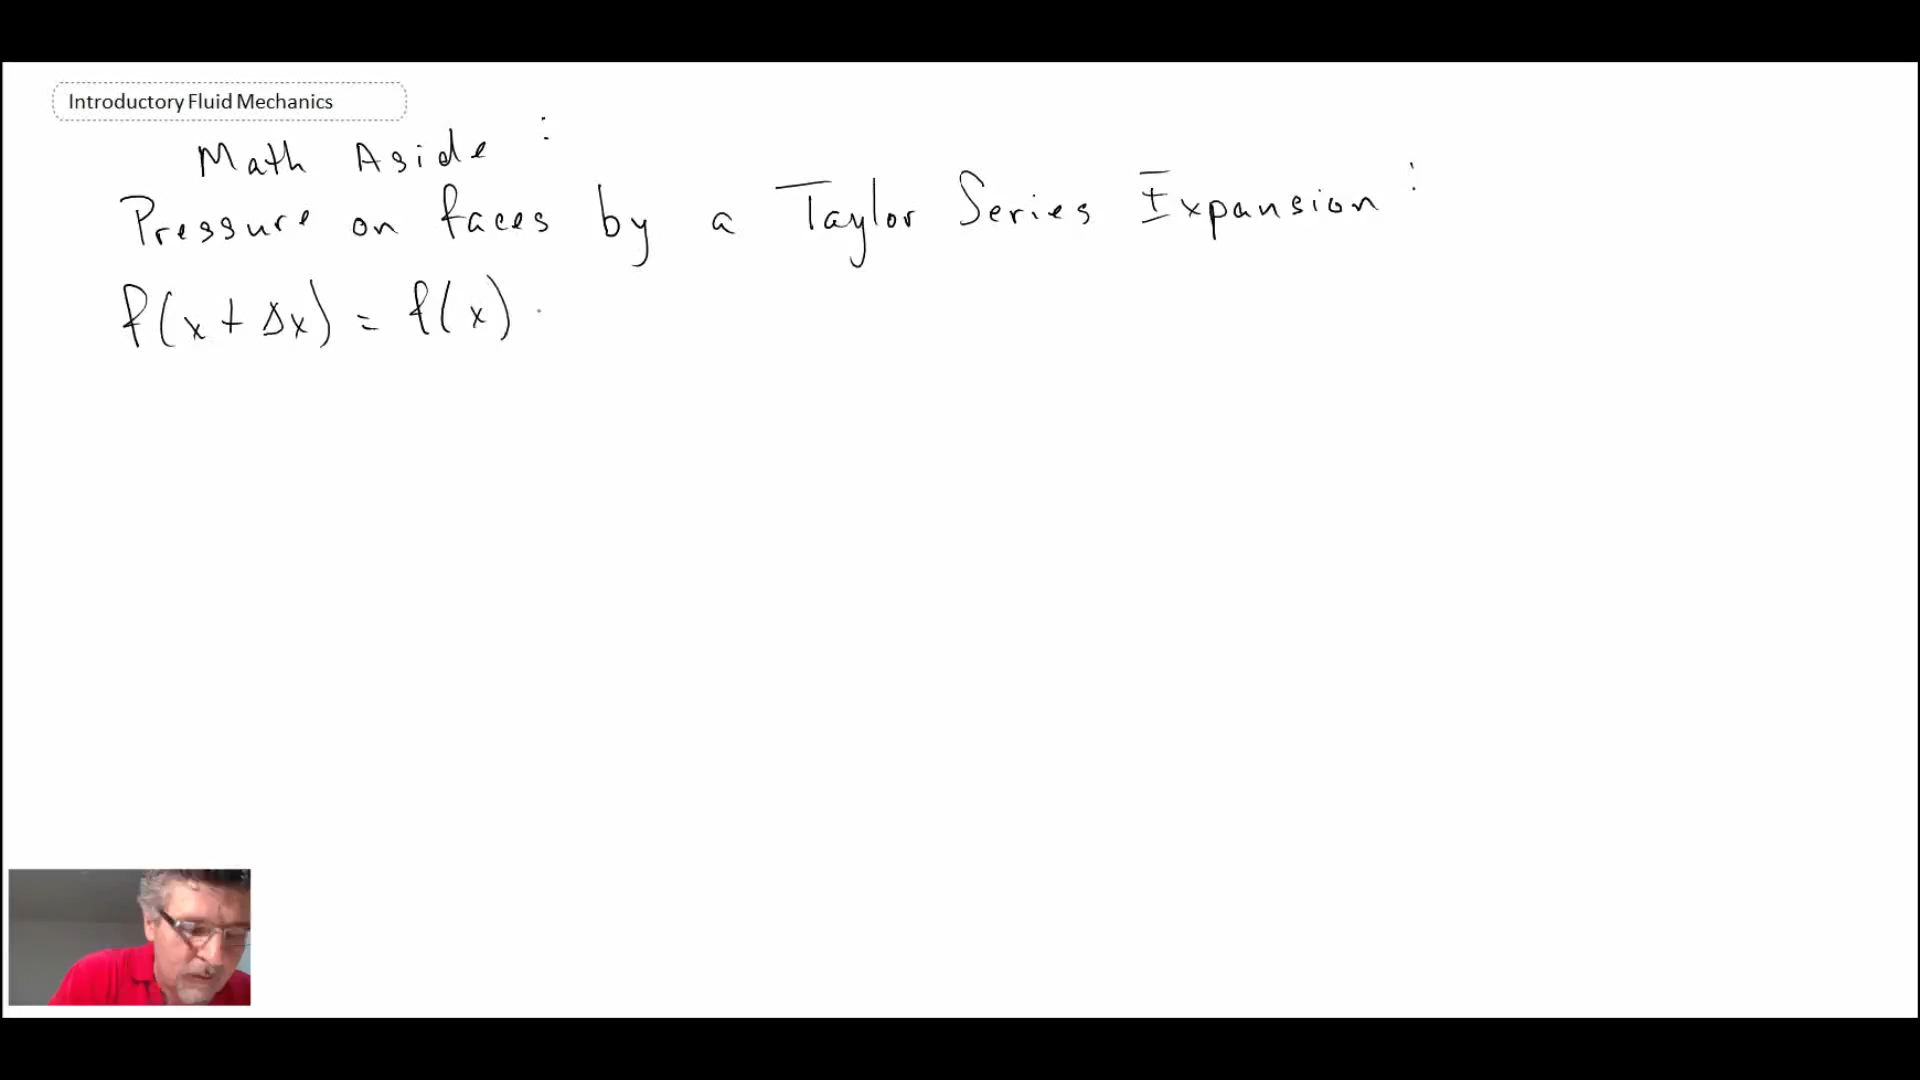 Introductory Fluid Mechanics
Math Aside :
Pressure on faces by a Taylor Series Expansion :
f(x + Δx) = f(x)